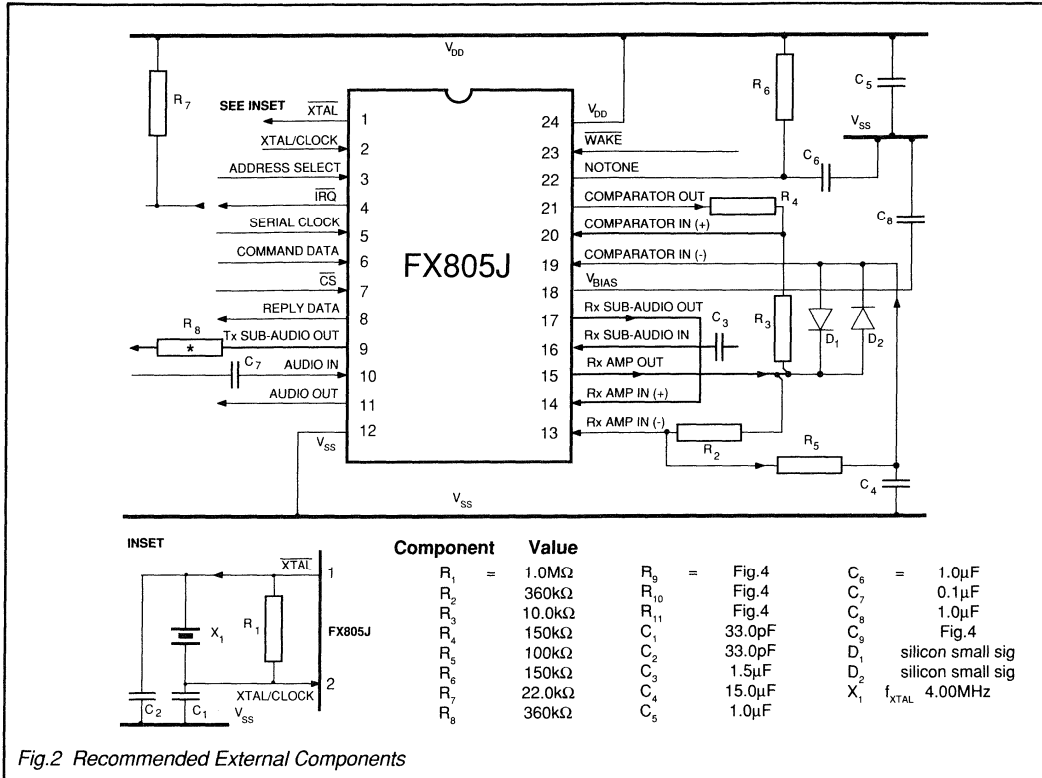 V_DD
R_7
SEE INSET
XTAL
XTAL/CLOCK
ADDRESS SELECT
IRQ
SERIAL CLOCK
COMMAND DATA
CS
REPLY DATA
R_8
*
Tx SUB-AUDIO OUT
C_7
AUDIO IN
AUDIO OUT
V_SS
1
2
3
4
5
6
7
8
9
10
11
12
FX805J
24
23
22
21
20
19
18
17
16
15
14
13
V_DD
WAKE
NOTONE
COMPARATOR OUT
COMPARATOR IN (+)
COMPARATOR IN (-)
V_BIAS
Rx SUB-AUDIO OUT
Rx SUB-AUDIO IN
Rx AMP OUT
Rx AMP IN (+)
Rx AMP IN (-)
R_6
C_5
V_SS
C_6
R_4
C_8
C_3
R_3
D_1
D_2
R_2
R_5
C_4
V_SS
INSET
XTAL
1
R_1
X_1
FX805J
XTAL/CLOCK
2
C_2
C_1
V_SS
Component Value
R_1 = 1.0MΩ R_9 = Fig.4 C_6 = 1.0μF
R_2 360kΩ R_10 Fig.4 C_7 0.1μF
R_3 10.0kΩ R_11 Fig.4 C_8 1.0μF
R_4 150kΩ C_1 33.0pF C_9 Fig.4
R_5 100kΩ C_2 33.0pF D_1 silicon small sig
R_6 150kΩ C_3 1.5μF D_2 silicon small sig
R_7 22.0kΩ C_4 15.0μF X_1 f_XTAL 4.00MHz
R_8 360kΩ C_5 1.0μF
Fig.2 Recommended External Components